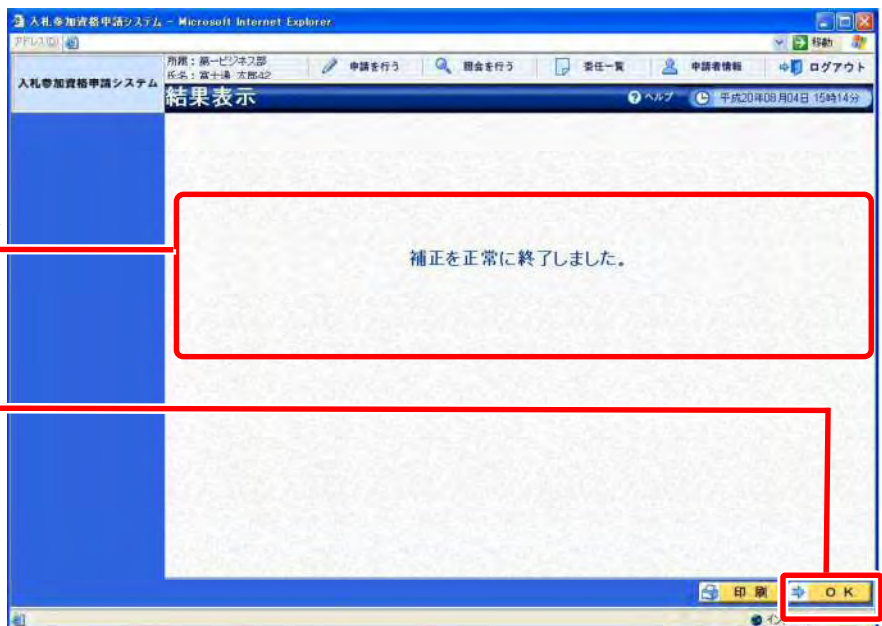 入札参加資格申請システム - Microsoft Internet Explorer
アドレス(D)
移動
所属：第一ビジネス部
氏名：富士通 太郎42
申請を行う
照会を行う
委任一覧
申請者情報
ログアウト
入札参加資格申請システム
結果表示
ヘルプ
平成20年08月04日 15時14分
補正を正常に終了しました。
印 刷
O K